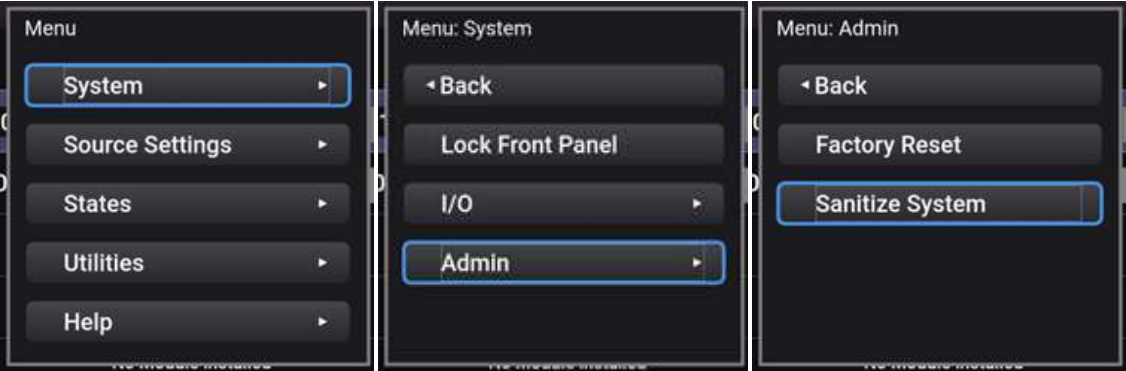 Menu
System
Source Settings
States
Utilities
Help
Menu: System
Back
Lock Front Panel
I/O
Admin
Menu: Admin
Back
Factory Reset
Sanitize System